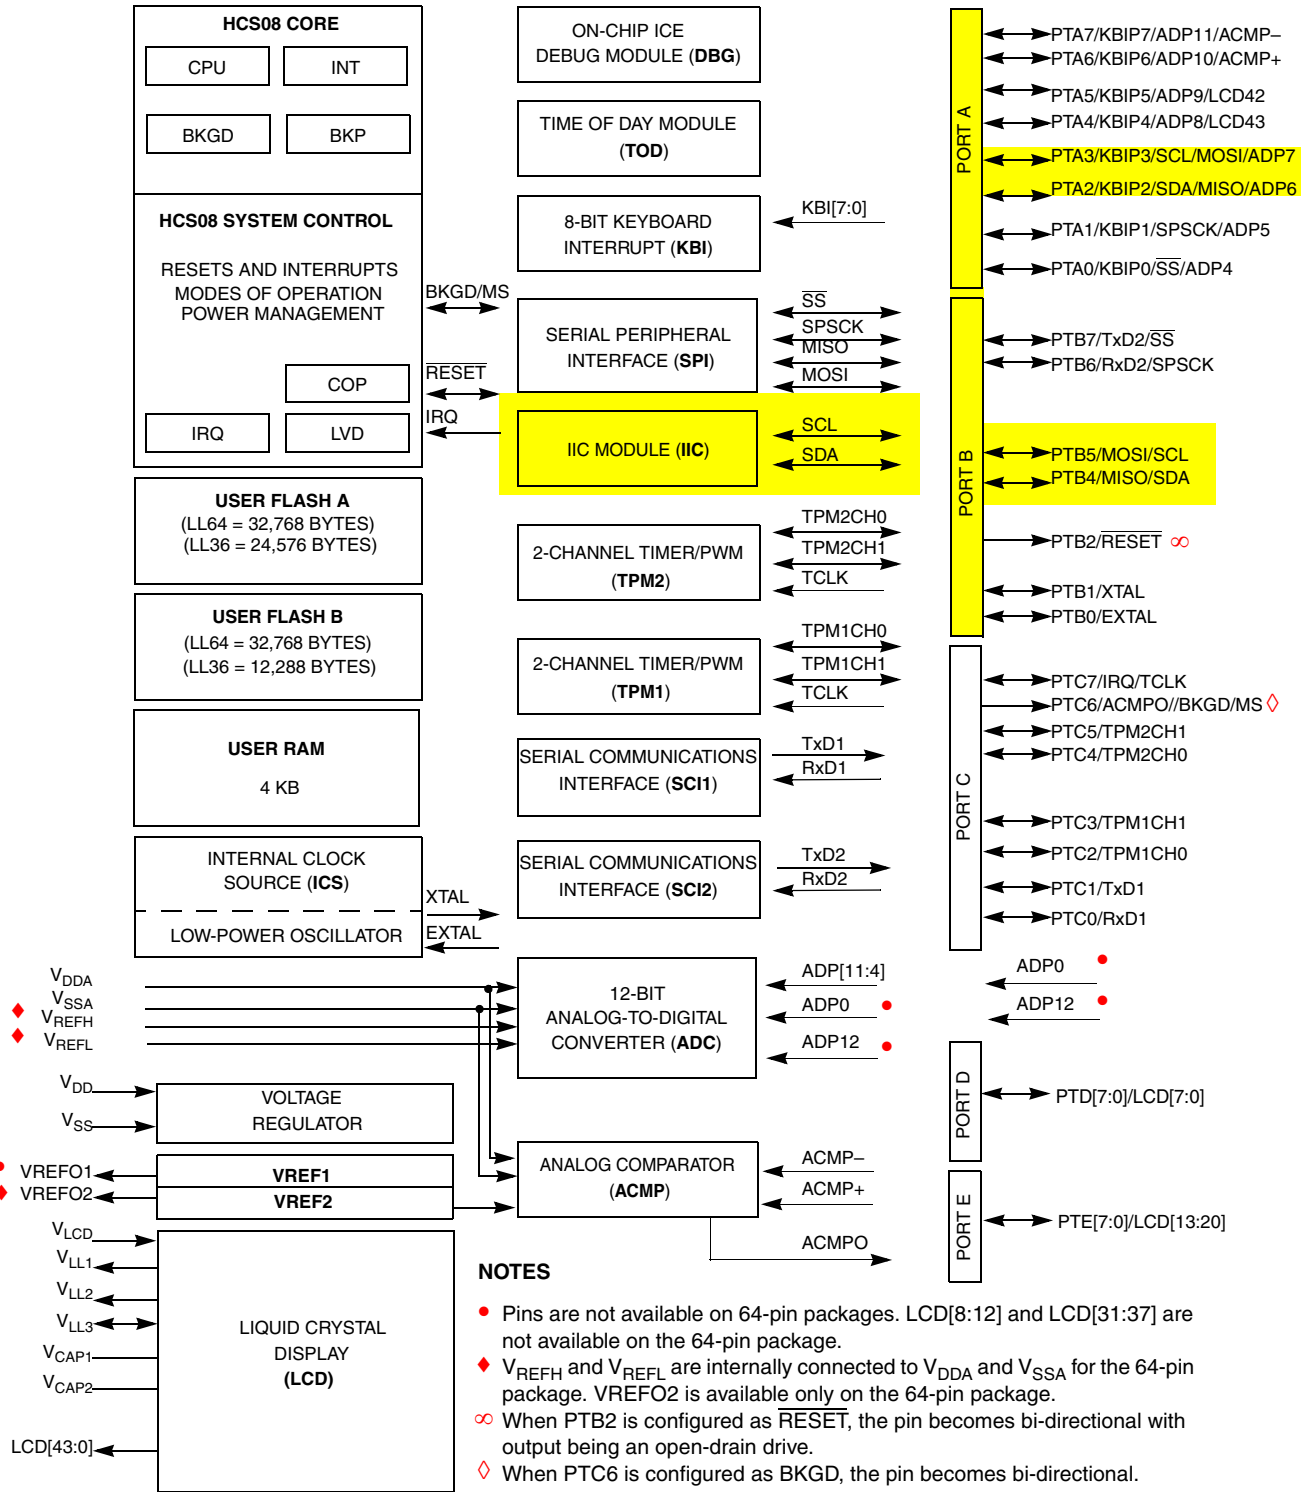 HCS08 CORE
CPU
INT
BKGD
BKP
HCS08 SYSTEM CONTROL
RESETS AND INTERRUPTS
MODES OF OPERATION
POWER MANAGEMENT
COP
IRQ
LVD
BKGD/MS
RESET
IRQ
USER FLASH A
(LL64 = 32,768 BYTES)
(LL36 = 24,576 BYTES)
USER FLASH B
(LL64 = 32,768 BYTES)
(LL36 = 12,288 BYTES)
USER RAM
4 KB
INTERNAL CLOCK
SOURCE (ICS)
LOW-POWER OSCILLATOR
XTAL
EXTAL
VDDA
VSSA
♦ VREFH
♦ VREFL
VDD
VSS
VOLTAGE
REGULATOR
• VREFO1
♦ VREFO2
VREF1
VREF2
VLCD
VLL1
VLL2
VLL3
VCAP1
VCAP2
LCD[43:0]
LIQUID CRYSTAL
DISPLAY
(LCD)
ON-CHIP ICE
DEBUG MODULE (DBG)
TIME OF DAY MODULE
(TOD)
8-BIT KEYBOARD
INTERRUPT (KBI)
KBI[7:0]
SERIAL PERIPHERAL
INTERFACE (SPI)
SS
SPSCK
MISO
MOSI
IIC MODULE (IIC)
SCL
SDA
2-CHANNEL TIMER/PWM
(TPM2)
TPM2CH0
TPM2CH1
TCLK
2-CHANNEL TIMER/PWM
(TPM1)
TPM1CH0
TPM1CH1
TCLK
SERIAL COMMUNICATIONS
INTERFACE (SCI1)
TxD1
RxD1
SERIAL COMMUNICATIONS
INTERFACE (SCI2)
TxD2
RxD2
12-BIT
ANALOG-TO-DIGITAL
CONVERTER (ADC)
ADP[11:4]
ADP0 •
ADP12 •
ANALOG COMPARATOR
(ACMP)
ACMP–
ACMP+
ACMPO
PORT A
PTA7/KBIP7/ADP11/ACMP–
PTA6/KBIP6/ADP10/ACMP+
PTA5/KBIP5/ADP9/LCD42
PTA4/KBIP4/ADP8/LCD43
PTA3/KBIP3/SCL/MOSI/ADP7
PTA2/KBIP2/SDA/MISO/ADP6
PTA1/KBIP1/SPSCK/ADP5
PTA0/KBIP0/SS/ADP4
PORT B
PTB7/TxD2/SS
PTB6/RxD2/SPSCK
PTB5/MOSI/SCL
PTB4/MISO/SDA
PTB2/RESET ∞
PTB1/XTAL
PTB0/EXTAL
PORT C
PTC7/IRQ/TCLK
PTC6/ACMPO//BKGD/MS ◊
PTC5/TPM2CH1
PTC4/TPM2CH0
PTC3/TPM1CH1
PTC2/TPM1CH0
PTC1/TxD1
PTC0/RxD1
ADP0 •
ADP12 •
PORT D
PTD[7:0]/LCD[7:0]
PORT E
PTE[7:0]/LCD[13:20]
NOTES
• Pins are not available on 64-pin packages. LCD[8:12] and LCD[31:37] are
not available on the 64-pin package.
♦ VREFH and VREFL are internally connected to VDDA and VSSA for the 64-pin
package. VREFO2 is available only on the 64-pin package.
∞ When PTB2 is configured as RESET, the pin becomes bi-directional with
output being an open-drain drive.
◊ When PTC6 is configured as BKGD, the pin becomes bi-directional.